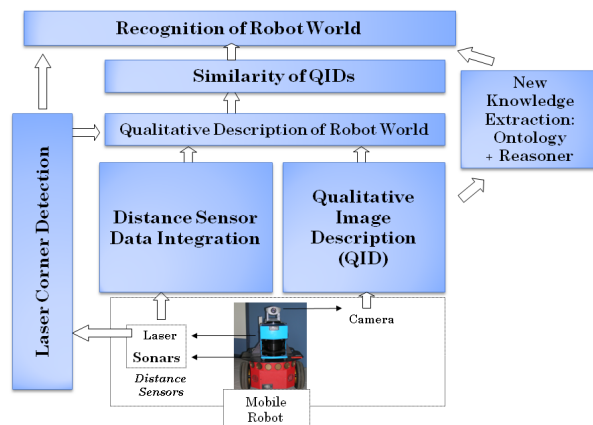 Recognition of Robot World
Similarity of QIDs
Qualitative Description of Robot World
New
Knowledge
Extraction:
Ontology
+ Reasoner
Laser Corner Detection
Distance Sensor
Data Integration
Qualitative
Image
Description
(QID)
Camera
Laser
Sonars
Distance
Sensors
Mobile
Robot